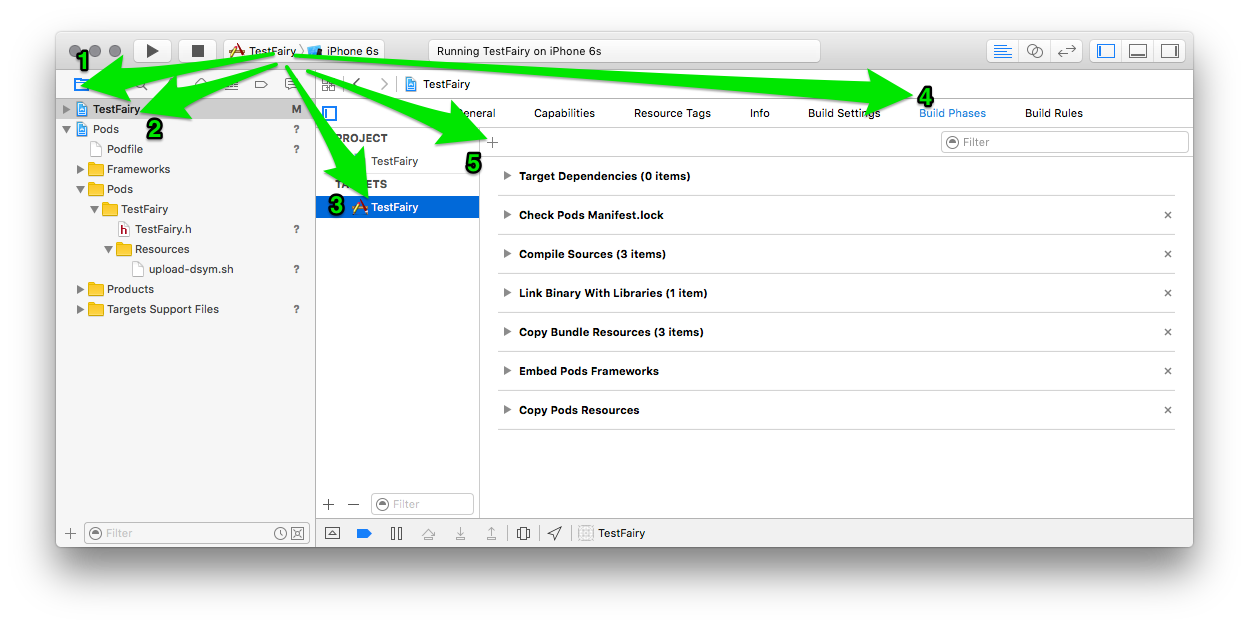 1
TestFairy
iPhone 6s
Running TestFairy on iPhone 6s
TestFairy
TestFairy M
2
Pods ?
Podfile ?
Frameworks
Pods
TestFairy
TestFairy.h ?
Resources
upload-dsym.sh ?
Products
Targets Support Files ?
Filter
4
eneral Capabilities Resource Tags Info Build Settings Build Phases Build Rules
PROJECT
TestFairy
TARGETS
3 TestFairy
Filter
5
Filter
Target Dependencies (0 items)
Check Pods Manifest.lock
Compile Sources (3 items)
Link Binary With Libraries (1 item)
Copy Bundle Resources (3 items)
Embed Pods Frameworks
Copy Pods Resources
TestFairy